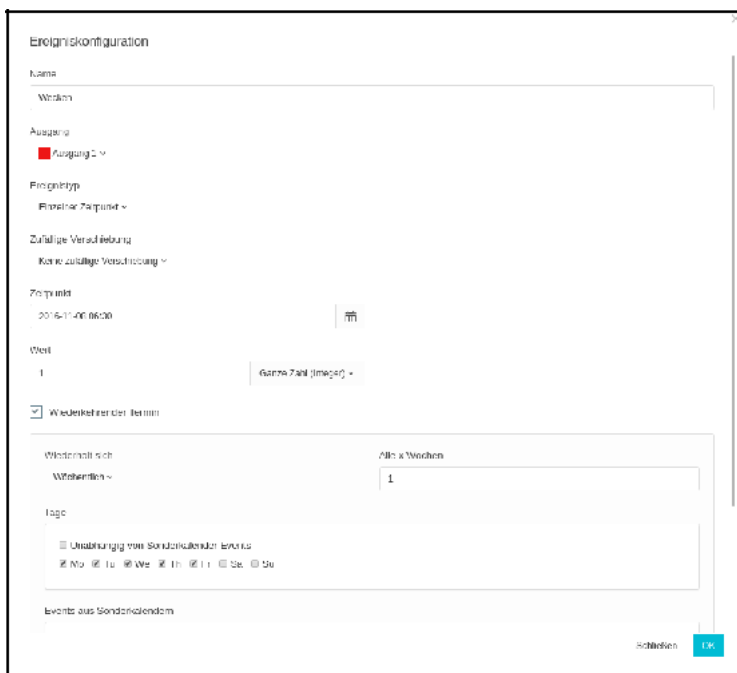 Ereigniskonfiguration
Name
Wecken
Ausgang
Ausgang 1
Ereignistyp
Einzelner Zeitpunkt
Zufällige Verschiebung
Keine zufällige Verschiebung
Zeitpunkt
2016-11-06 06:30
Wert
1 Ganze Zahl (Integer)
Wiederkehrender Termin
Wiederholt sich Alle x Wochen
Wöchentlich 1
Tage
Unabhängig von Sonderkalender Events
Mo Tu We Th Fr Sa Su
Events aus Sonderkalendern
Schließen OK